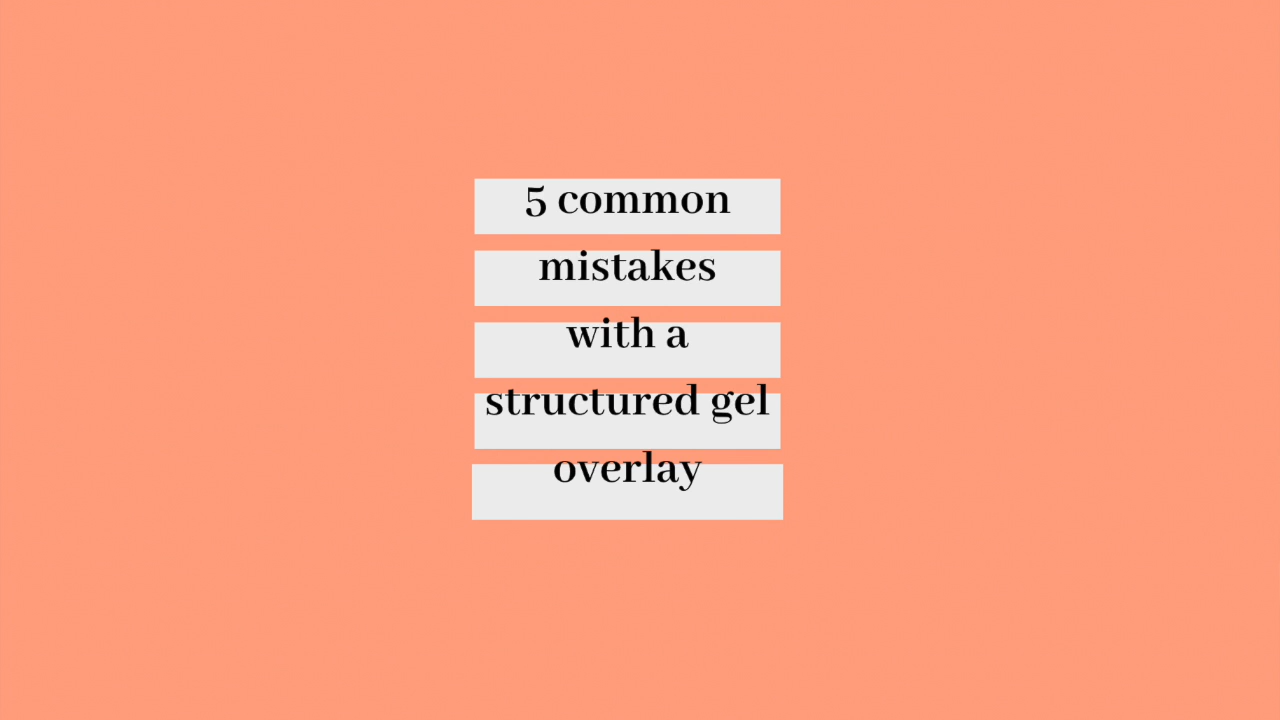 5 common
mistakes
with a
structured gel
overlay